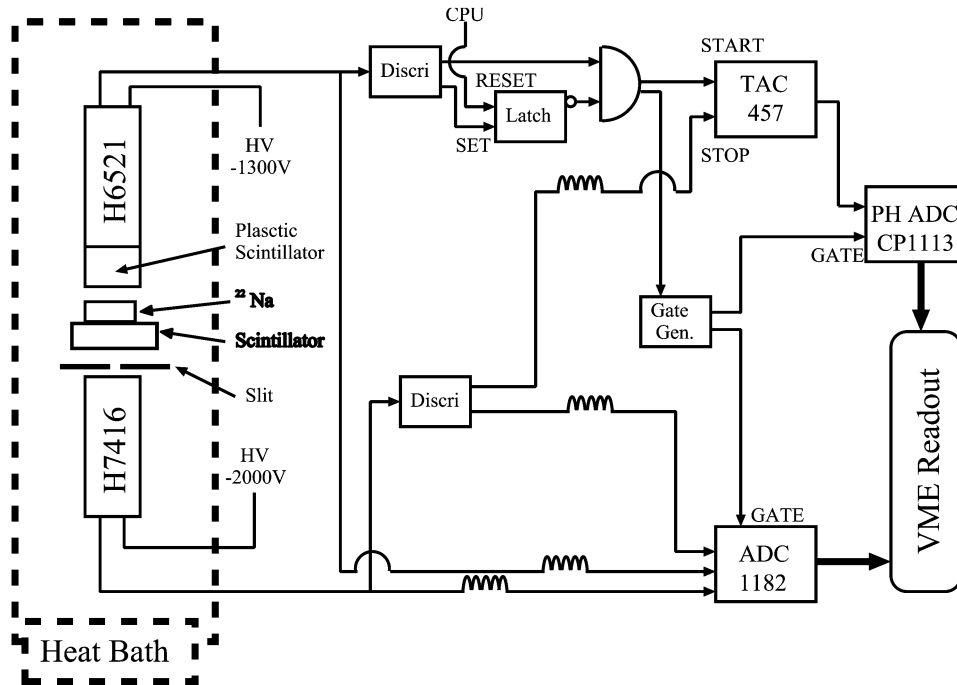 CPU
START
Discri
RESET
TAC
457
Latch
SET
STOP
HV
-1300V
H6521
PH ADC
CP1113
GATE
Plasctic
Scintillator
²² Na
Gate
Gen.
Scintillator
Slit
Discri
HV
-2000V
H7416
VME Readout
GATE
ADC
1182
Heat Bath